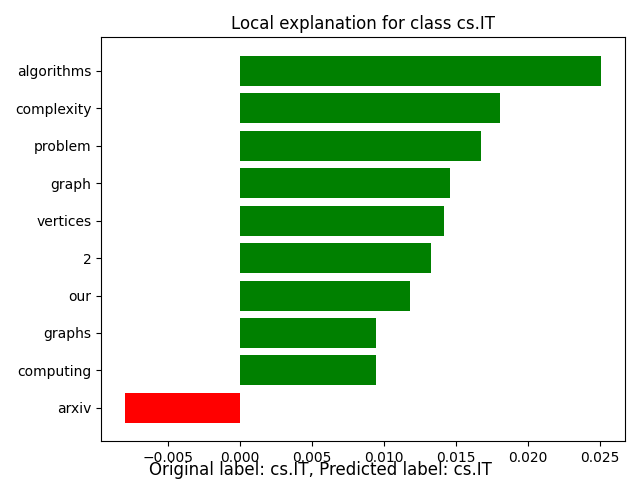 Local explanation for class cs.IT
algorithms
complexity
problem
graph
vertices
2
our
graphs
computing
arxiv
−0.005 0.000 0.005 0.010 0.015 0.020 0.025
Original label: cs.IT, Predicted label: cs.IT